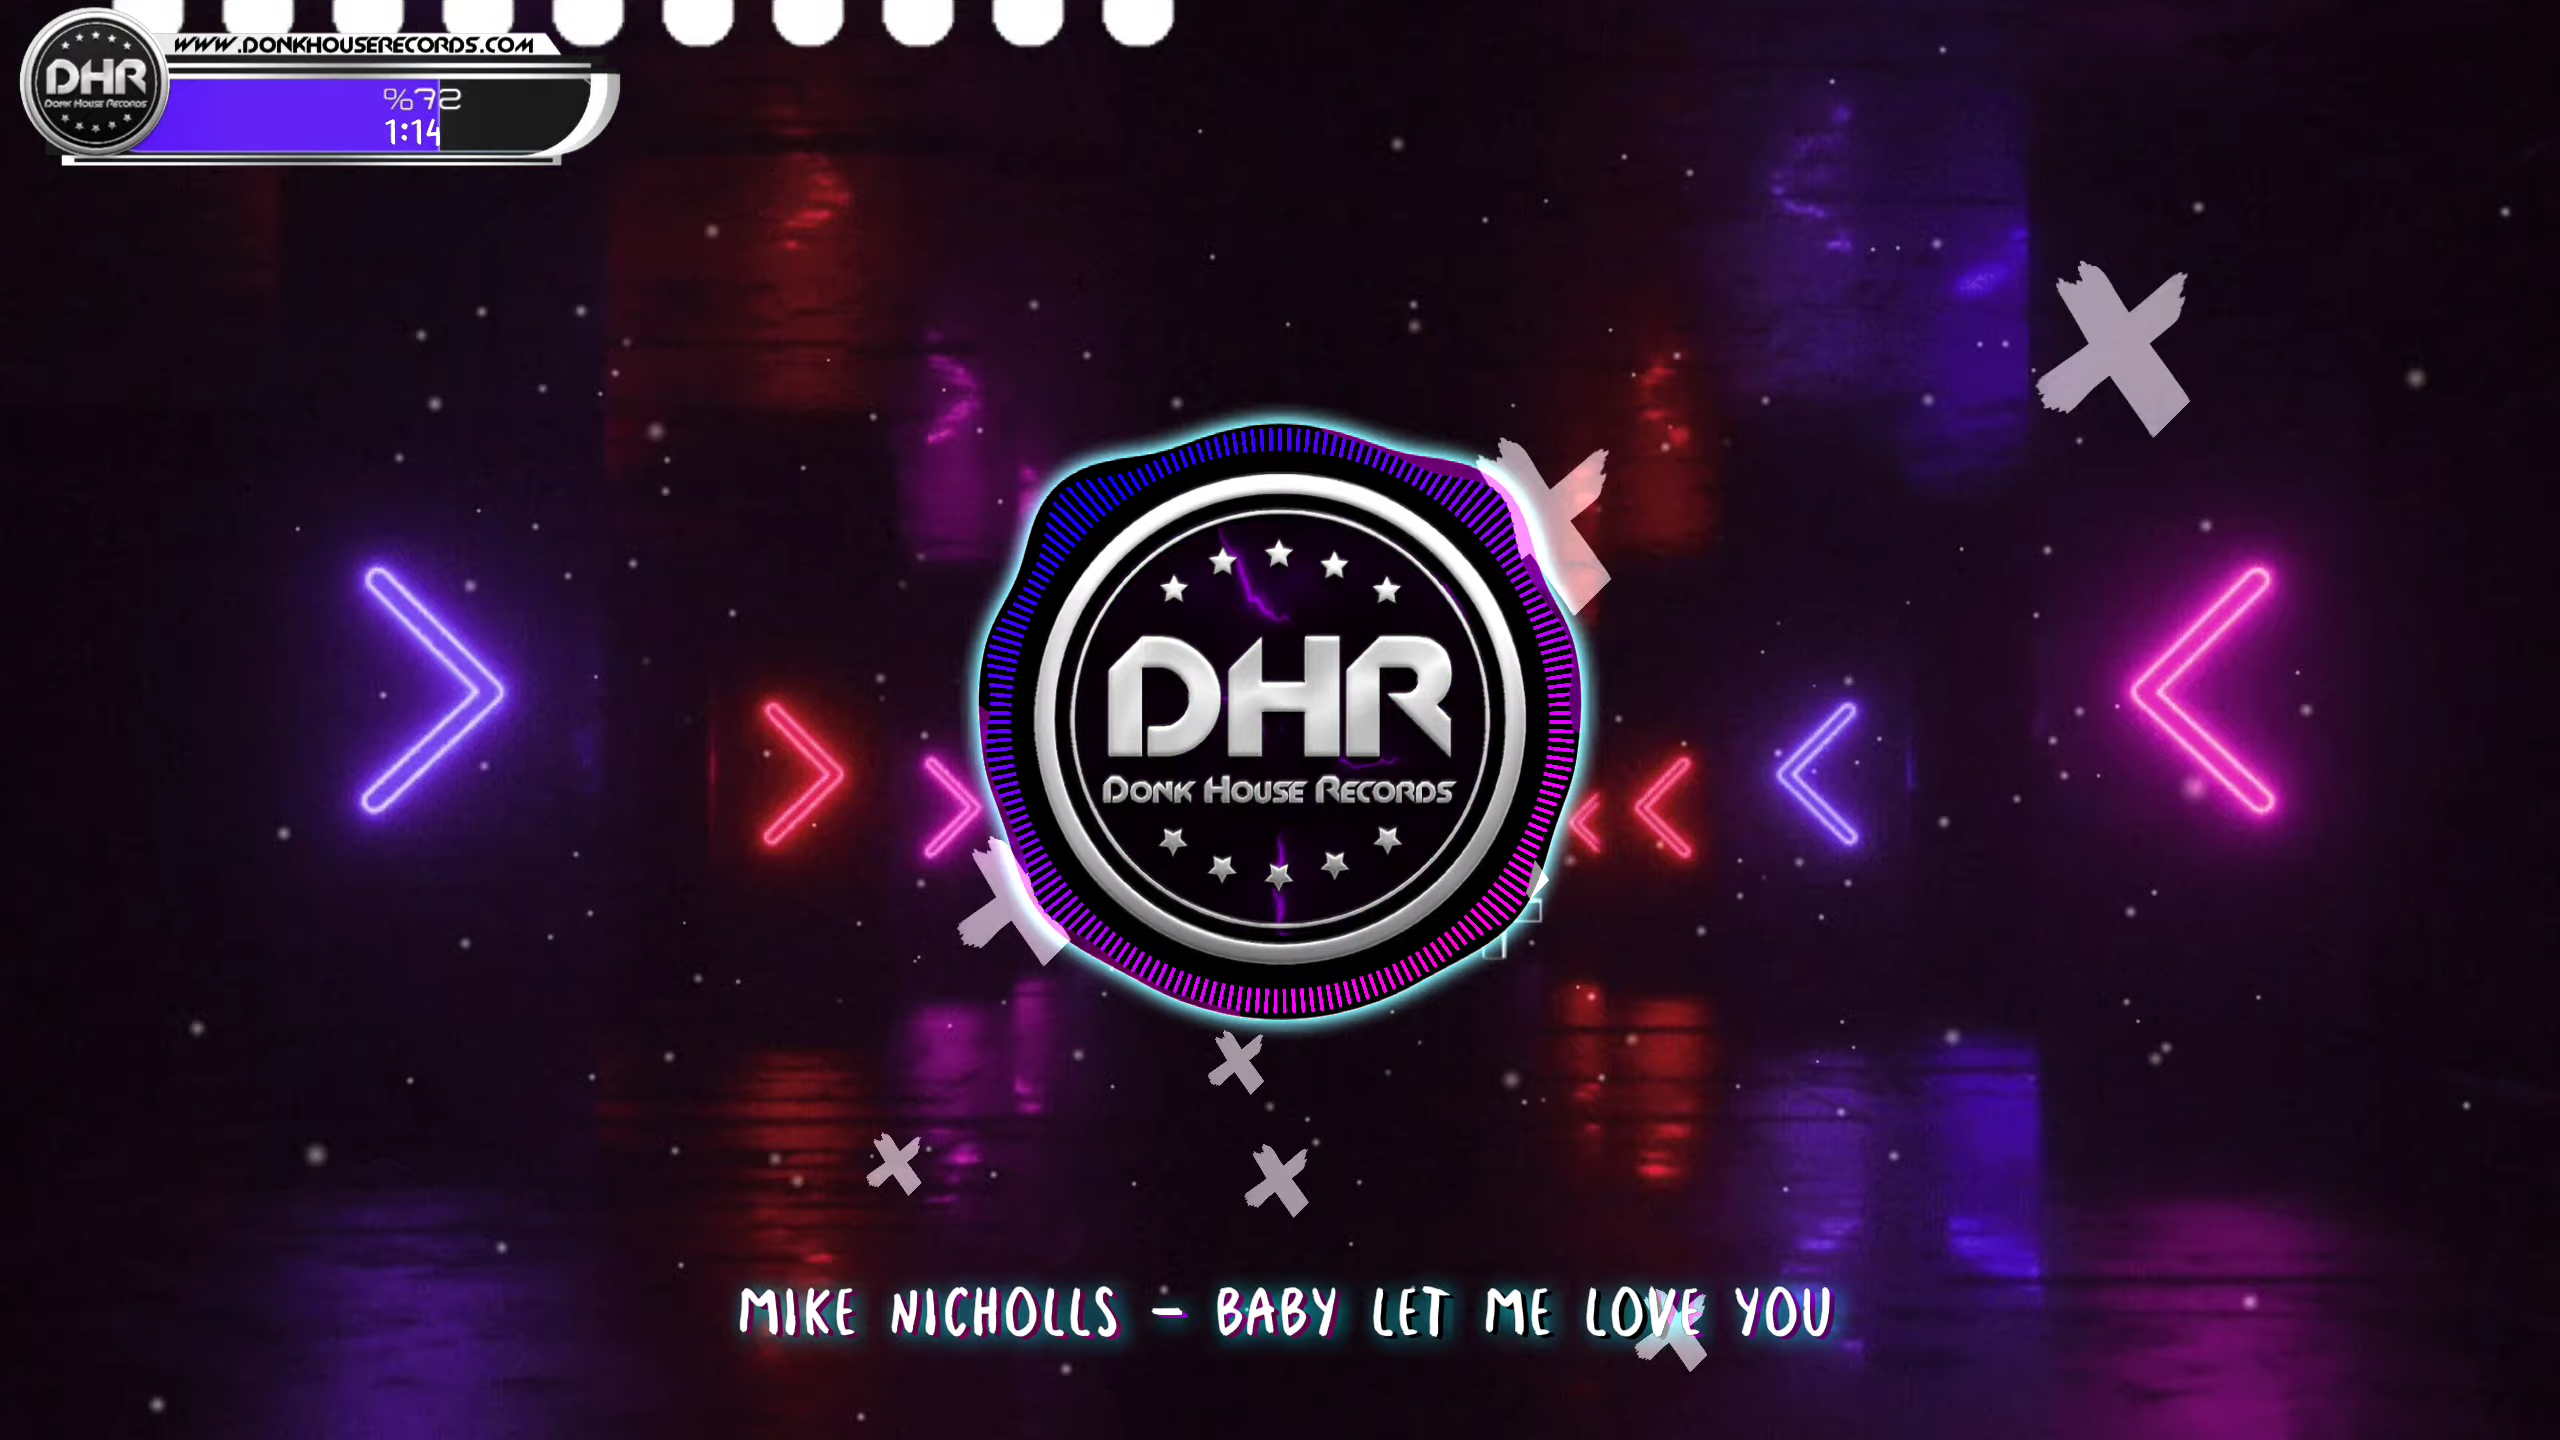 WWW.DONKHOUSERECORDS.COM
DHR
DONK HOUSE RECORDS
%72
1:14
DHR
DONK HOUSE RECORDS
MIKE NICHOLLS - BABY LET ME LOVE YOU